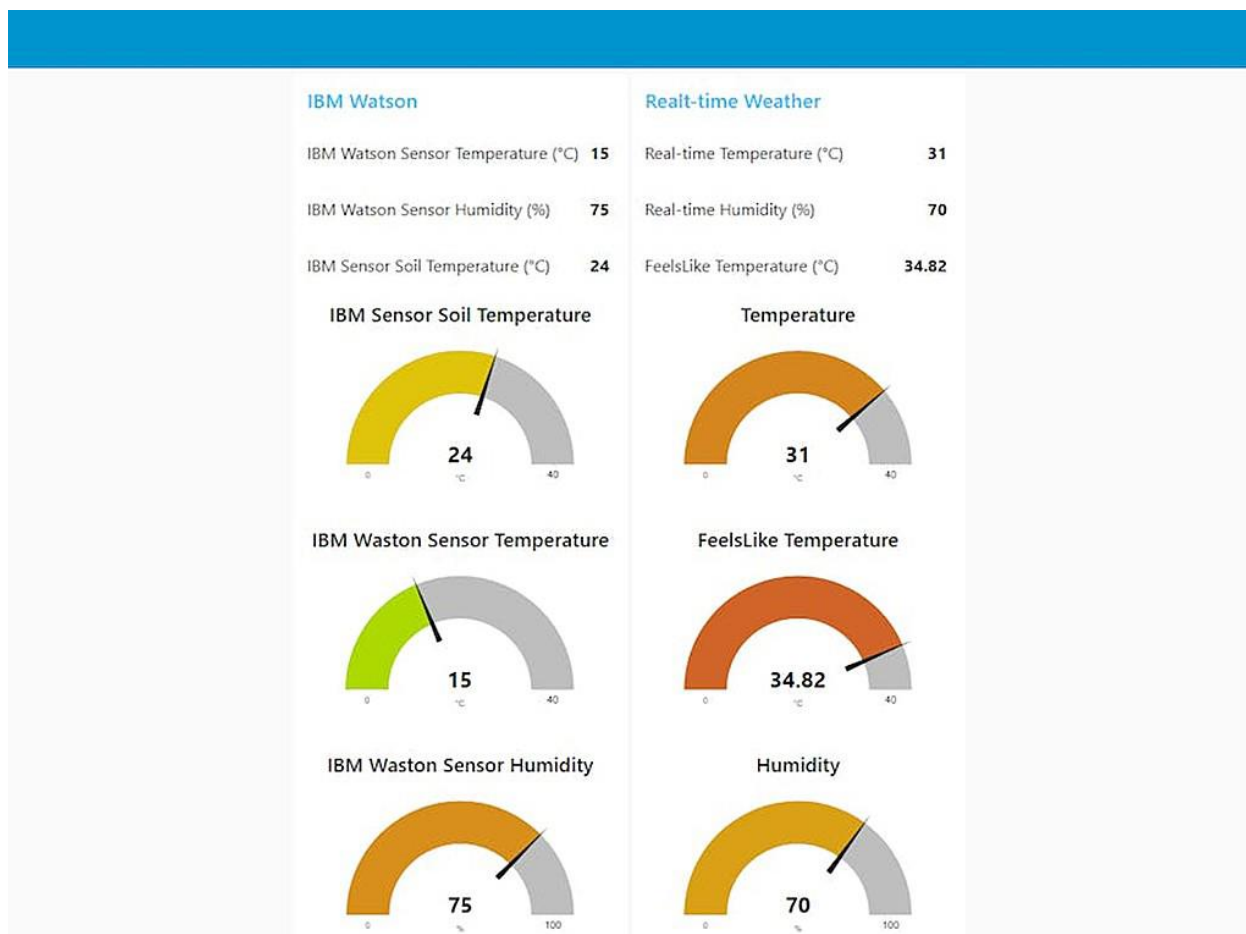 IBM Watson
IBM Watson Sensor Temperature (°C) 15
IBM Watson Sensor Humidity (%) 75
IBM Sensor Soil Temperature (°C) 24
IBM Sensor Soil Temperature
24
0 °C 40
IBM Waston Sensor Temperature
15
0 °C 40
IBM Waston Sensor Humidity
75
0 % 100
Realt-time Weather
Real-time Temperature (°C) 31
Real-time Humidity (%) 70
FeelsLike Temperature (°C) 34.82
Temperature
31
0 °C 40
FeelsLike Temperature
34.82
0 °C 40
Humidity
70
0 % 100